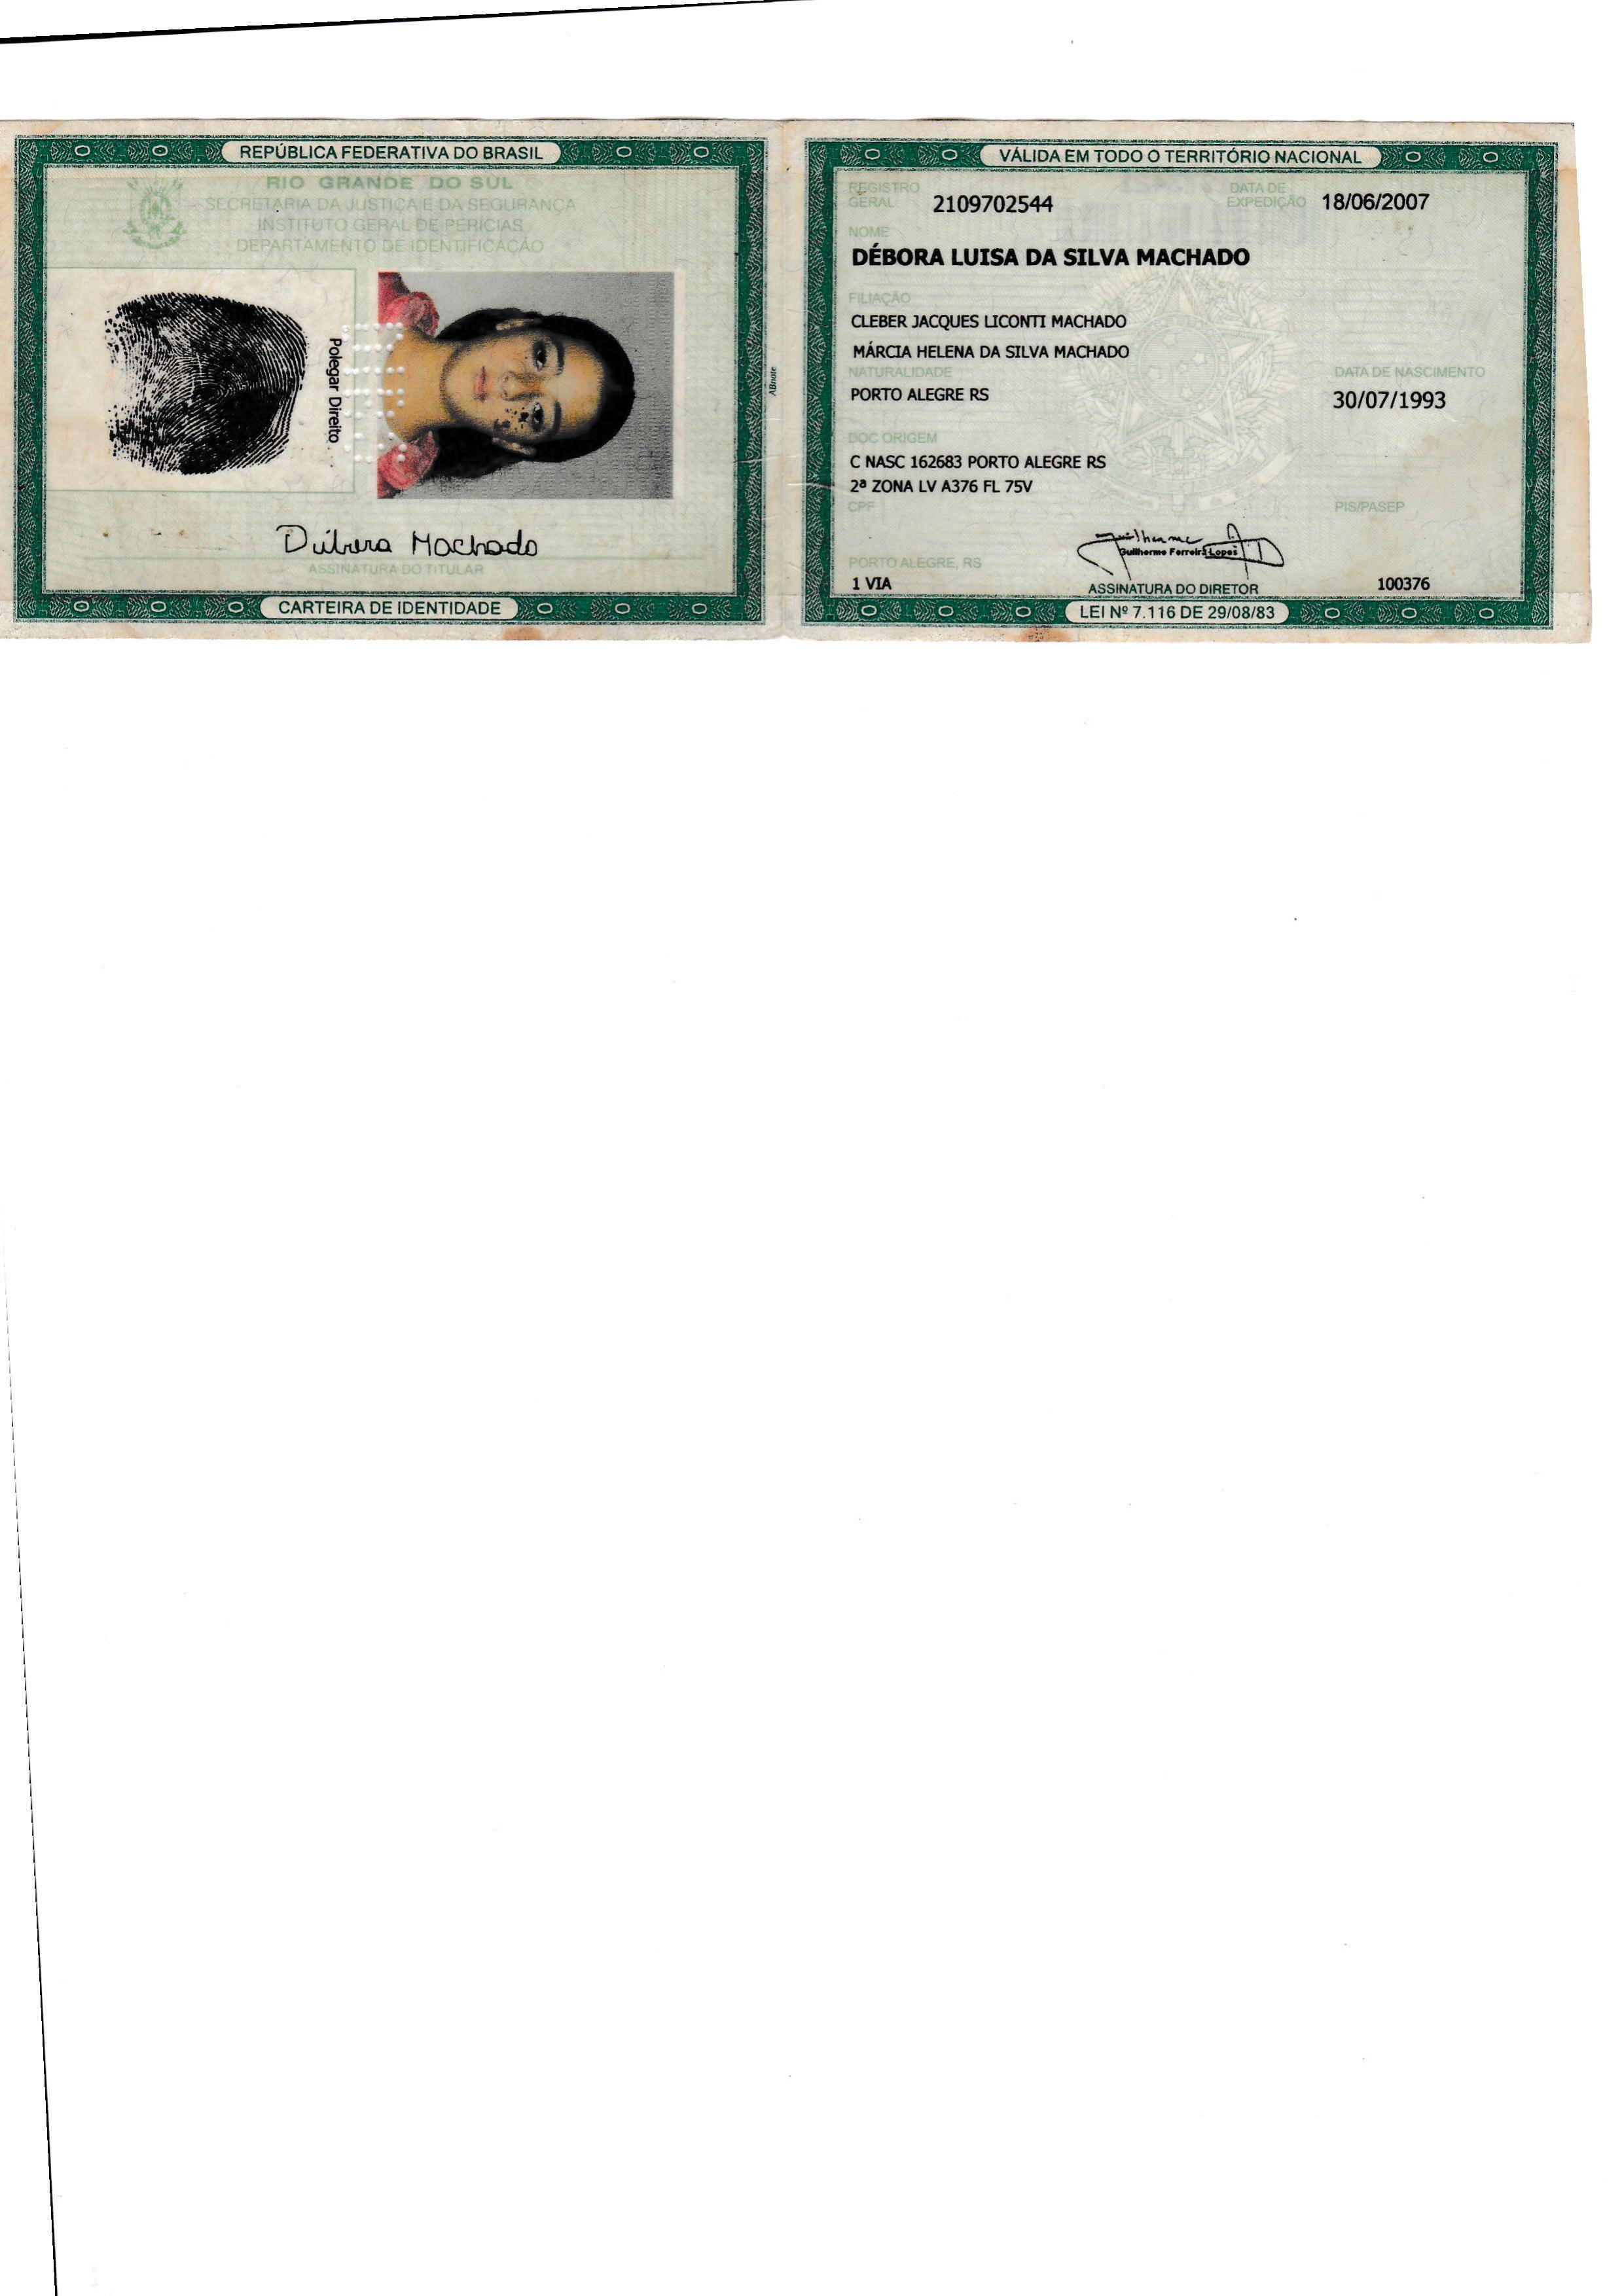 REPÚBLICA FEDERATIVA DO BRASIL
RIO GRANDE DO SUL
SECRETARIA DA JUSTIÇA E DA SEGURANÇA
INSTITUTO GERAL DE PERÍCIAS
DEPARTAMENTO DE IDENTIFICAÇÃO
Polegar Direito
ABnote
Débora Machado
ASSINATURA DO TITULAR
CARTEIRA DE IDENTIDADE
VÁLIDA EM TODO O TERRITÓRIO NACIONAL
REGISTRO GERAL 2109702544 DATA DE EXPEDIÇÃO 18/06/2007
NOME
DÉBORA LUISA DA SILVA MACHADO
FILIAÇÃO
CLEBER JACQUES LICONTI MACHADO
MÁRCIA HELENA DA SILVA MACHADO
NATURALIDADE DATA DE NASCIMENTO
PORTO ALEGRE RS 30/07/1993
DOC ORIGEM
C NASC 162683 PORTO ALEGRE RS
2ª ZONA LV A376 FL 75V
CPF PIS/PASEP
Guilherme Ferreira Lopes
PORTO ALEGRE, RS
1 VIA ASSINATURA DO DIRETOR 100376
LEI Nº 7.116 DE 29/08/83